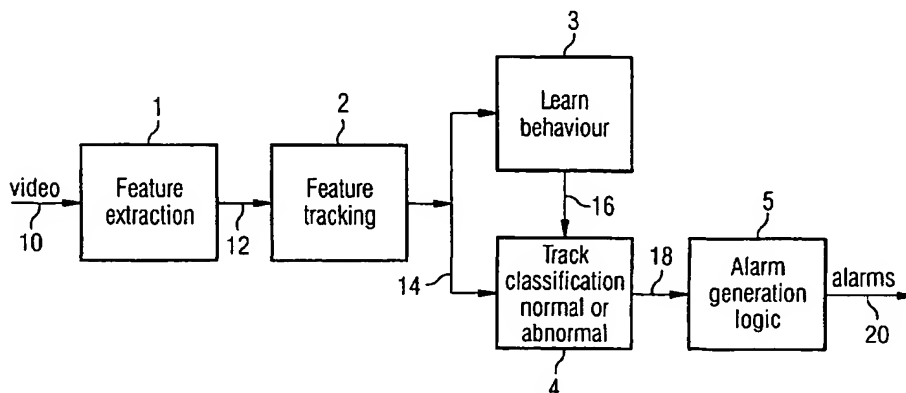 3
Learn
behaviour
1
2
video
10
Feature
extraction
12
Feature
tracking
16
14
5
Track
classification
normal or
abnormal
4
18
Alarm
generation
logic
alarms
20